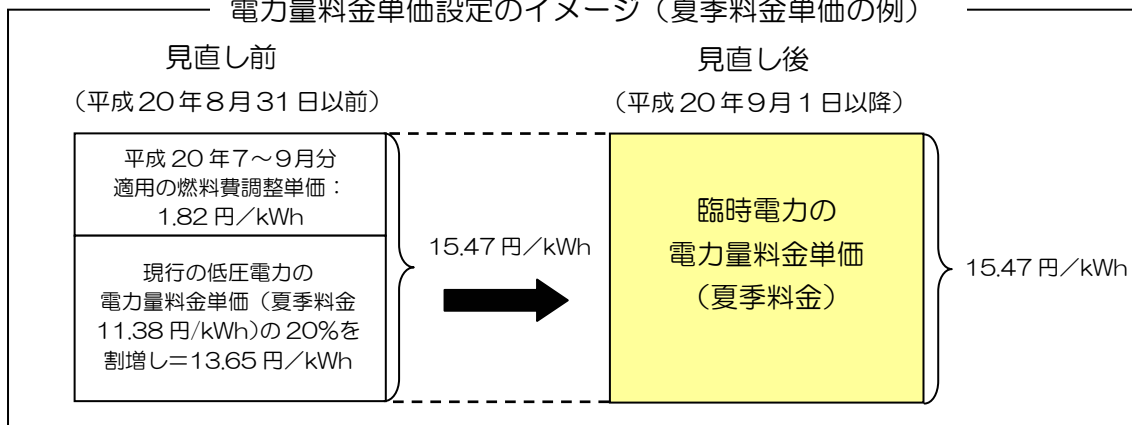 電力量料金単価設定のイメージ（夏季料金単価の例）
見直し前
（平成20年8月31日以前）
平成20年7～9月分
適用の燃料費調整単価：
1.82円／kWh
現行の低圧電力の
電力量料金単価（夏季料金
11.38円/kWh)の20%を
割増し＝13.65円／kWh
15.47円／kWh
見直し後
（平成20年9月1日以降）
臨時電力の
電力量料金単価
（夏季料金）
15.47円／kWh